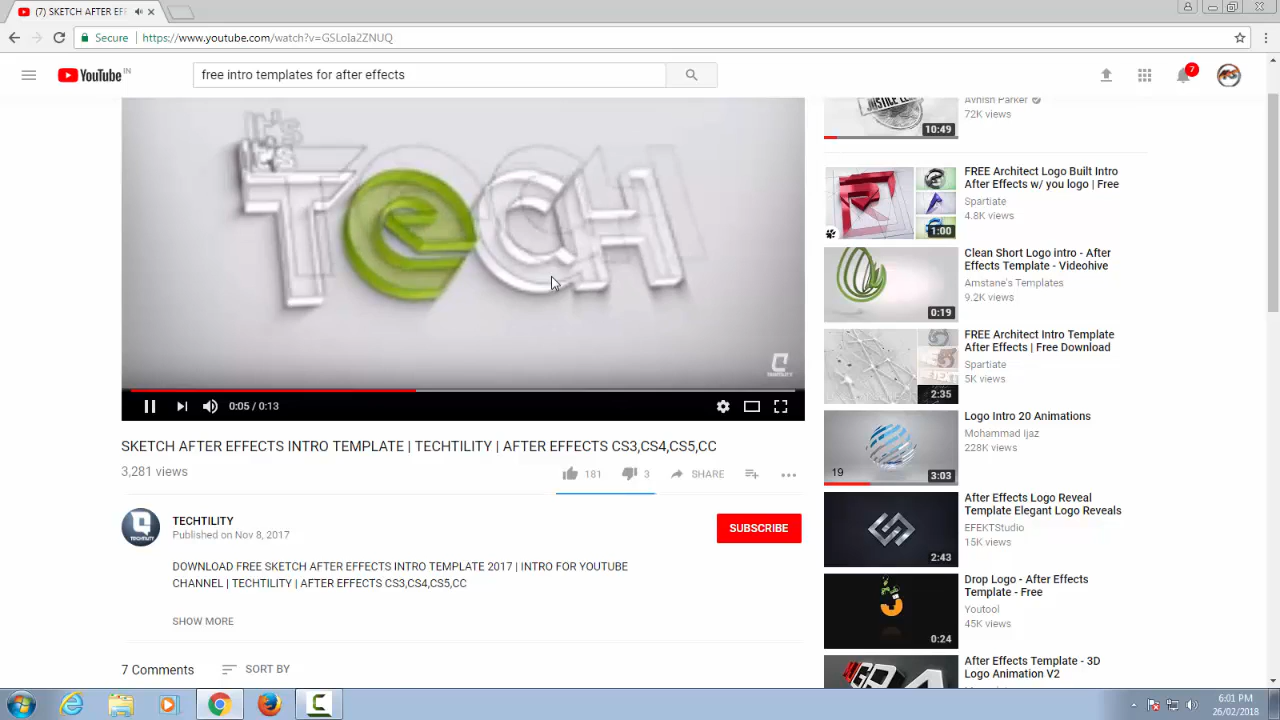 (7) SKETCH AFTER EFF
Secure
https://www.youtube.com/watch?v=GSLola2ZNUQ
YouTube IN
free intro templates for after effects
7
TECH
TECHTILITY
0:05 / 0:13
SKETCH AFTER EFFECTS INTRO TEMPLATE | TECHTILITY | AFTER EFFECTS CS3,CS4,CS5,CC
3,281 views
181
3
SHARE
TECHTILITY
TECHTILITY
Published on Nov 8, 2017
SUBSCRIBE
DOWNLOAD FREE SKETCH AFTER EFFECTS INTRO TEMPLATE 2017 | INTRO FOR YOUTUBE
CHANNEL | TECHTILITY | AFTER EFFECTS CS3,CS4,CS5,CC
SHOW MORE
7 Comments
SORT BY
JUSTICE
10:49
Avnish Parker
72K views
1:00
FREE Architect Logo Built Intro
After Effects w/ you logo | Free
Spartiate
4.8K views
0:19
Clean Short Logo intro - After
Effects Template - Videohive
Amstane's Templates
9.2K views
2:35
FREE Architect Intro Template
After Effects | Free Download
Spartiate
5K views
19
3:03
Logo Intro 20 Animations
Mohammad Ijaz
228K views
2:43
After Effects Logo Reveal
Template Elegant Logo Reveals
EFEKTStudio
15K views
0:24
Drop Logo - After Effects
Template - Free
Youtool
45K views
After Effects Template - 3D
Logo Animation V2
6:01 PM
26/02/2018